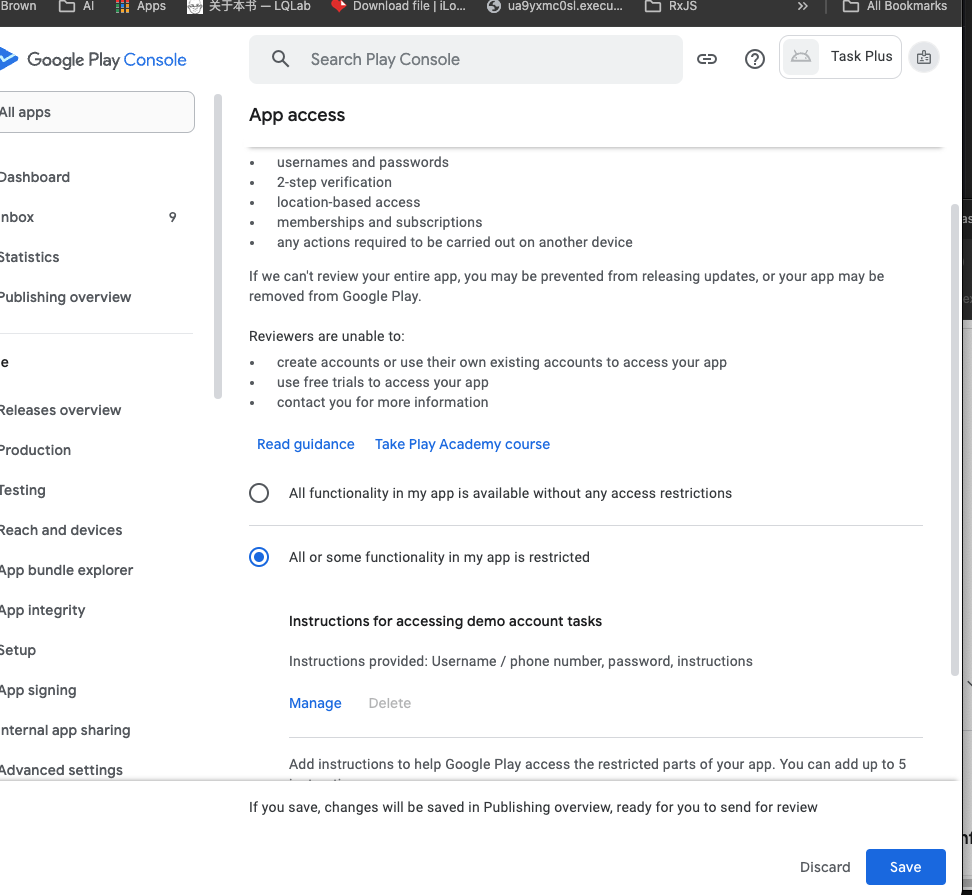 Brown AI Apps 关于本书 — LQLab Download file | iLo... ua9yxmc0sl.execu... RxJS » All Bookmarks
Google Play Console
Search Play Console
Task Plus
All apps
Dashboard
nbox 9
Statistics
Publishing overview
e
Releases overview
Production
Testing
Reach and devices
App bundle explorer
App integrity
Setup
App signing
nternal app sharing
Advanced settings
App access
• usernames and passwords
• 2-step verification
• location-based access
• memberships and subscriptions
• any actions required to be carried out on another device
If we can't review your entire app, you may be prevented from releasing updates, or your app may be
removed from Google Play.
Reviewers are unable to:
• create accounts or use their own existing accounts to access your app
• use free trials to access your app
• contact you for more information
Read guidance Take Play Academy course
All functionality in my app is available without any access restrictions
All or some functionality in my app is restricted
Instructions for accessing demo account tasks
Instructions provided: Username / phone number, password, instructions
Manage Delete
Add instructions to help Google Play access the restricted parts of your app. You can add up to 5
If you save, changes will be saved in Publishing overview, ready for you to send for review
Discard Save